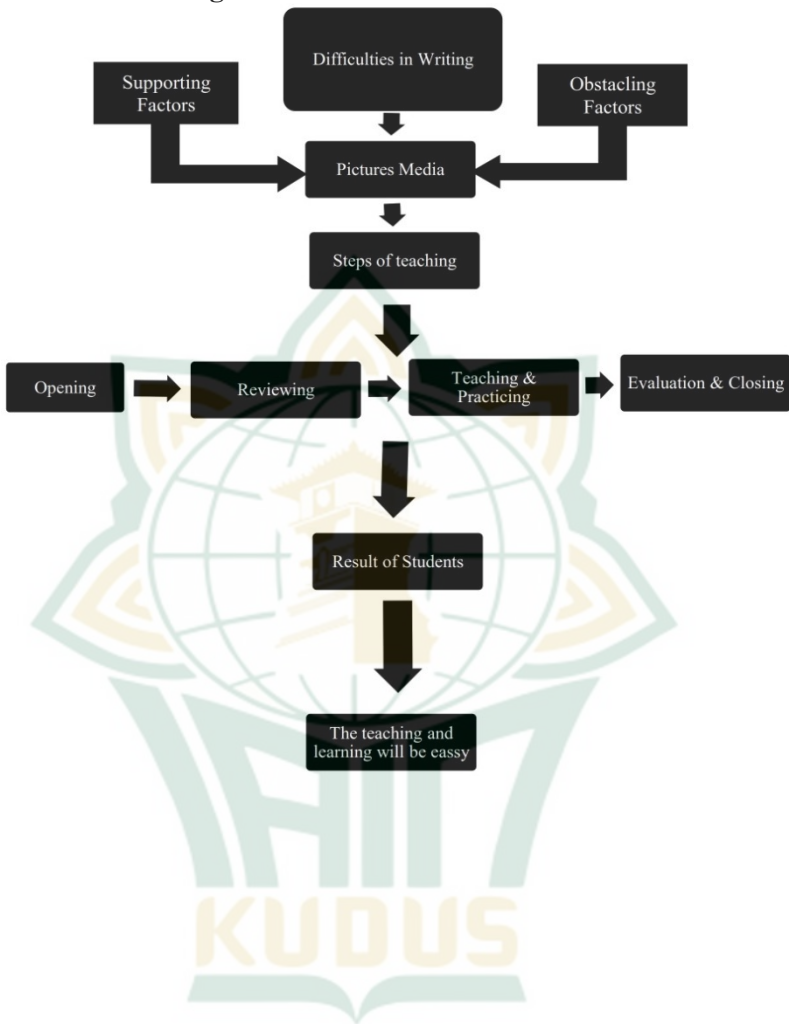 Difficulties in Writing
Supporting
Factors
Obstacling
Factors
Pictures Media
Steps of teaching
Opening
Reviewing
Teaching &
Practicing
Evaluation & Closing
Result of Students
The teaching and
learning will be eassy
IAIN
KUDUS